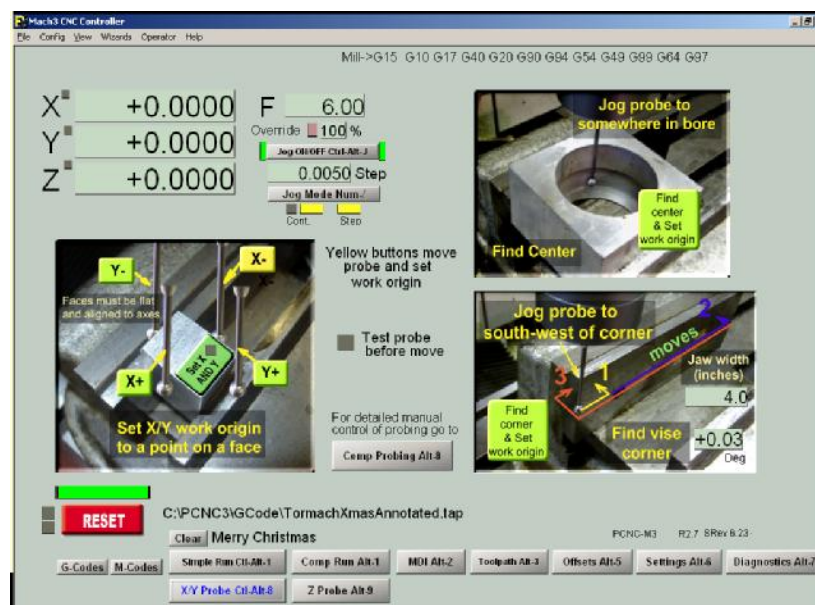 Mach3 CNC Controller
File Config View Wizards Operator Help
Mill->G15 G10 G17 G40 G20 G90 G94 G54 G49 G99 G64 G97
X +0.0000
Y +0.0000
Z +0.0000
F 6.00
Override 100 %
Jog ON/OFF Ctrl-Alt-J
0.0050 Step
Jog Mode Num-/
Cont. Step
Jog probe to
somewhere in bore
Find
center
& Set
work origin
Find Center
Y-
X-
X-
Faces must be flat
and aligned to axes
Set X
AND Y
X+
Y+
Set X/Y work origin
to a point on a face
Yellow buttons move
probe and set
work origin
Test probe
before move
For detailed manual
control of probing go to
Comp Probing Alt-8
Jog probe to
south-west of corner
2
moves
3
1
Jaw width
(inches)
4.0
Find
corner
& Set
work origin
Find vise
corner
+0.03
Deg
RESET
C:\PCNC3\GCode\TormachXmasAnnotated.tap
Clear Merry Christmas
PCNC-M3 R2.7 SRev 6.23
G-Codes M-Codes
Simple Run Ctl-Alt-1 Comp Run Alt-1 MDI Alt-2 Toolpath Alt-3 Offsets Alt-5 Settings Alt-6 Diagnostics Alt-7
X/Y Probe Ctl-Alt-8 Z Probe Alt-9